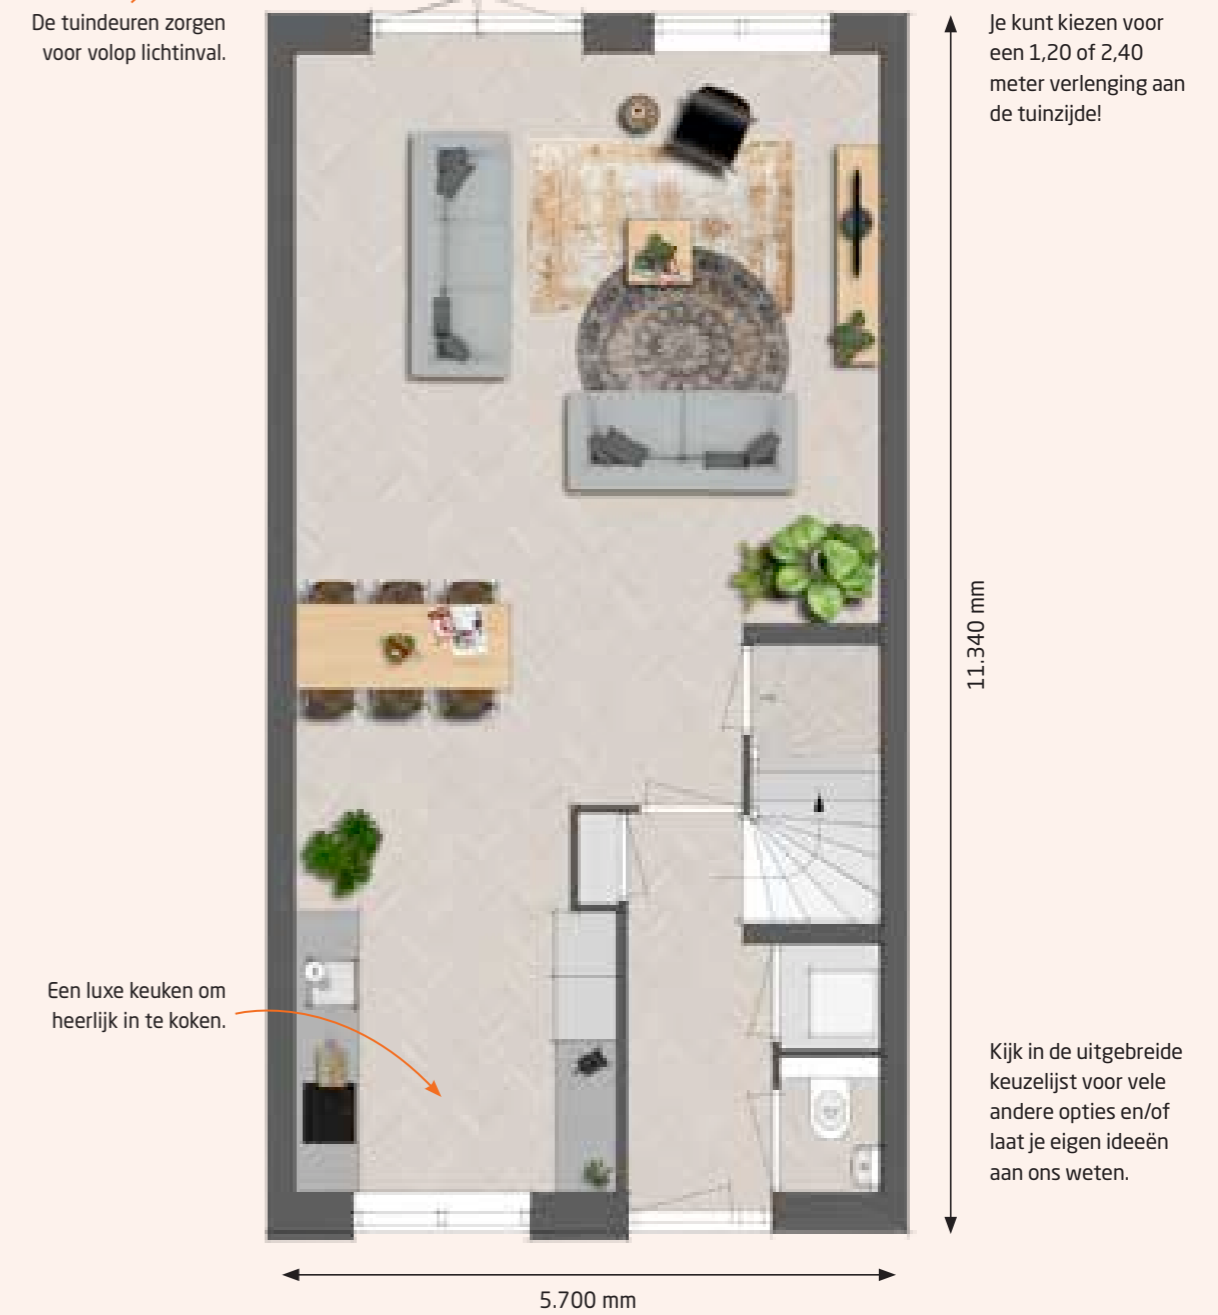 De tuindeuren zorgen
voor volop lichtinval.
Je kunt kiezen voor
een 1,20 of 2,40
meter verlenging aan
de tuinzijde!
11.340 mm
Een luxe keuken om
heerlijk in te koken.
Kijk in de uitgebreide
keuzelijst voor vele
andere opties en/of
laat je eigen ideeën
aan ons weten.
5.700 mm